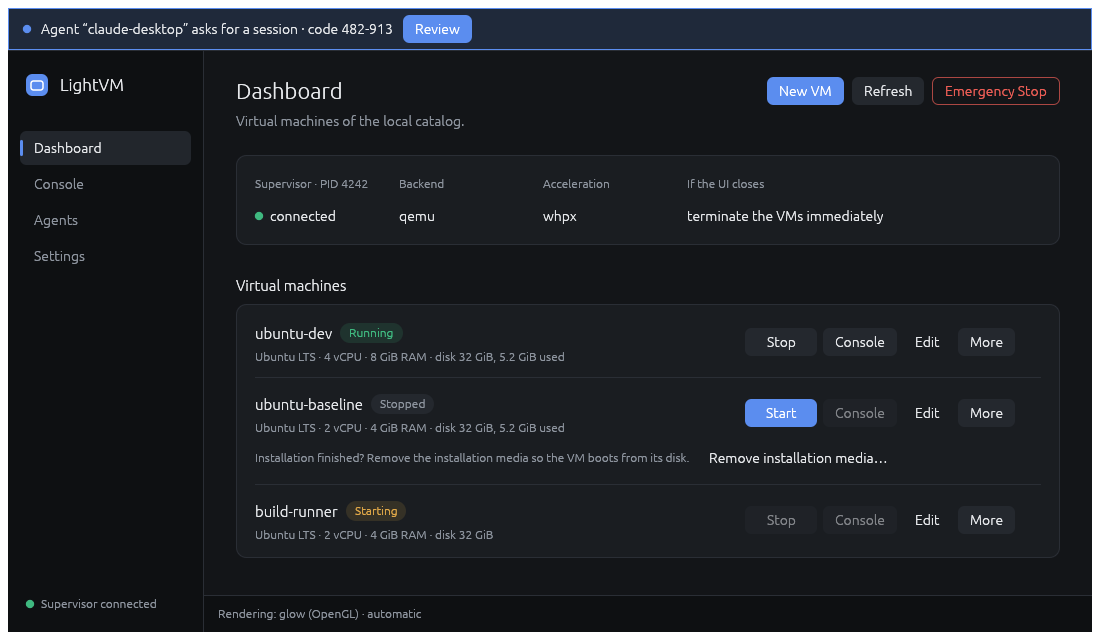 Agent “claude-desktop” asks for a session · code 482-913 Review
LightVM
Dashboard
Console
Agents
Settings
Supervisor connected
Dashboard
New VM Refresh Emergency Stop
Virtual machines of the local catalog.
Supervisor · PID 4242 Backend Acceleration If the UI closes
connected qemu whpx terminate the VMs immediately
Virtual machines
ubuntu-dev Running
Ubuntu LTS · 4 vCPU · 8 GiB RAM · disk 32 GiB, 5.2 GiB used
Stop Console Edit More
ubuntu-baseline Stopped
Ubuntu LTS · 2 vCPU · 4 GiB RAM · disk 32 GiB, 5.2 GiB used
Start Console Edit More
Installation finished? Remove the installation media so the VM boots from its disk. Remove installation media…
build-runner Starting
Ubuntu LTS · 2 vCPU · 4 GiB RAM · disk 32 GiB
Stop Console Edit More
Rendering: glow (OpenGL) · automatic